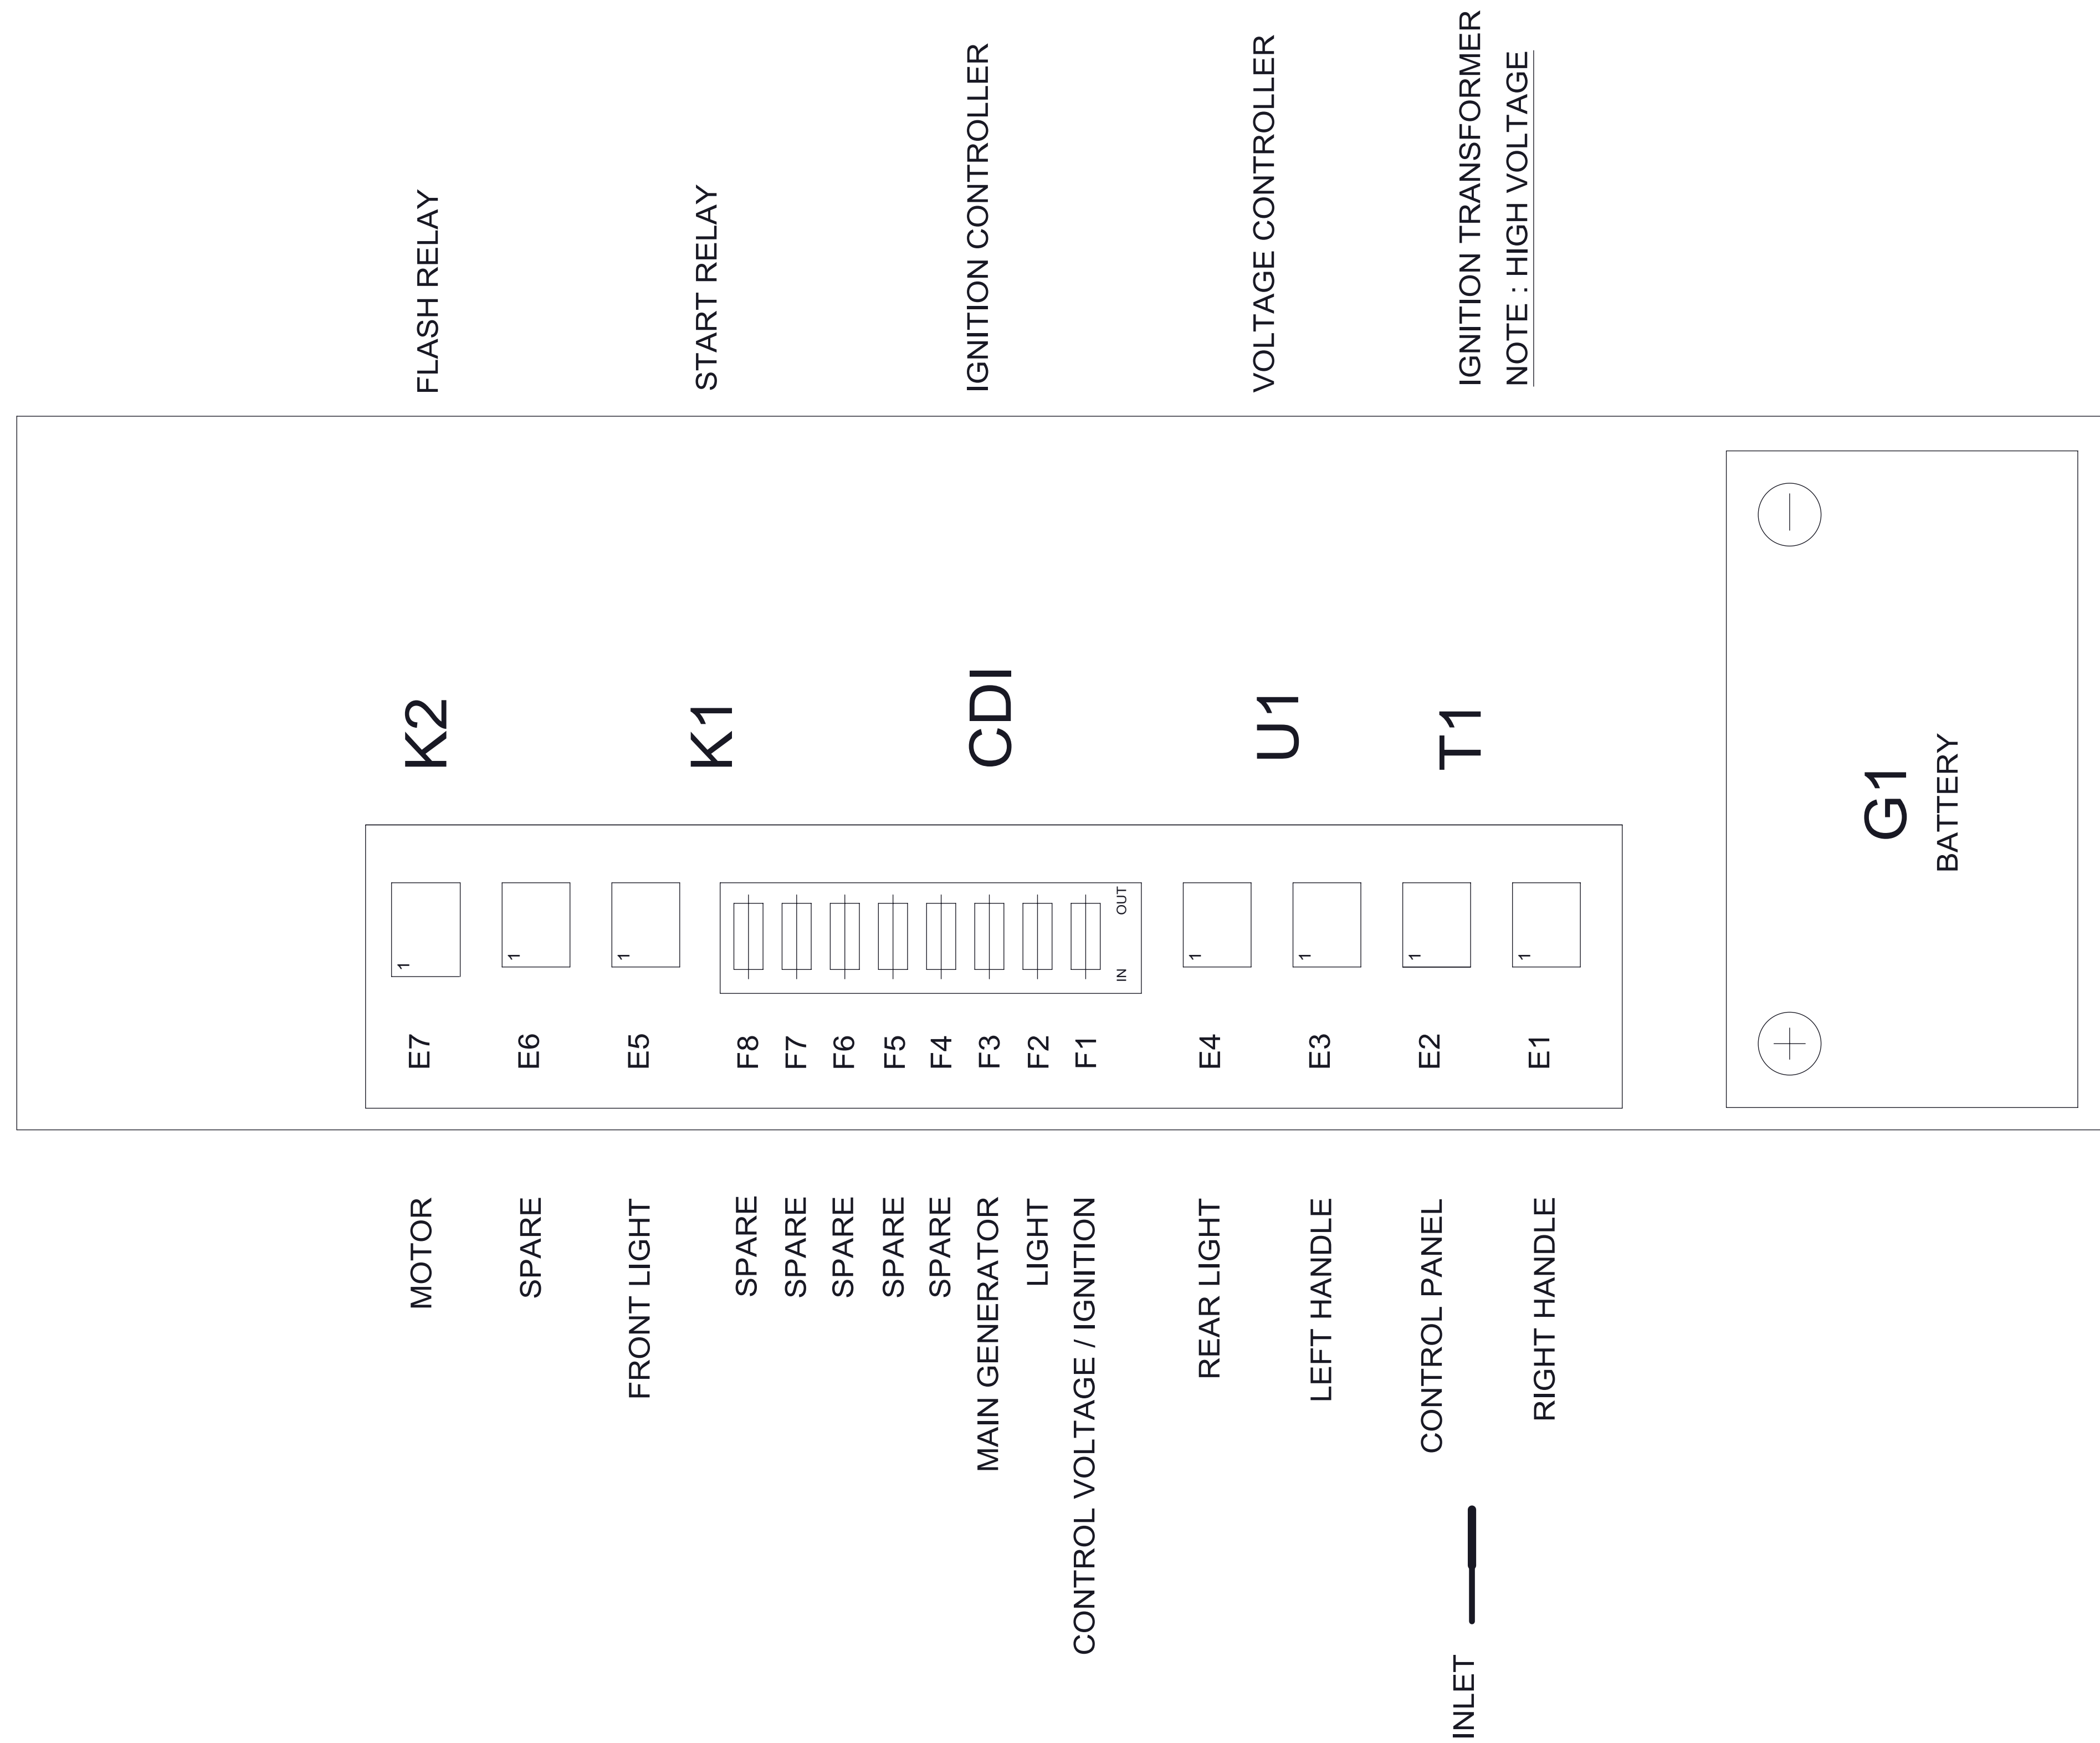 FLASH RELAY
START RELAY
IGNITION CONTROLLER
VOLTAGE CONTROLLER
IGNITION TRANSFORMER
NOTE : HIGH VOLTAGE
K2
K1
CDI
U1
T1
G1
BATTERY
1
1
1
OUT
IN
1
1
1
1
E7
E6
E5
F8
F7
F6
F5
F4
F3
F2
F1
E4
E3
E2
E1
MOTOR
SPARE
FRONT LIGHT
SPARE
SPARE
SPARE
SPARE
SPARE
MAIN GENERATOR
LIGHT
CONTROL VOLTAGE / IGNITION
REAR LIGHT
LEFT HANDLE
CONTROL PANEL
RIGHT HANDLE
INLET